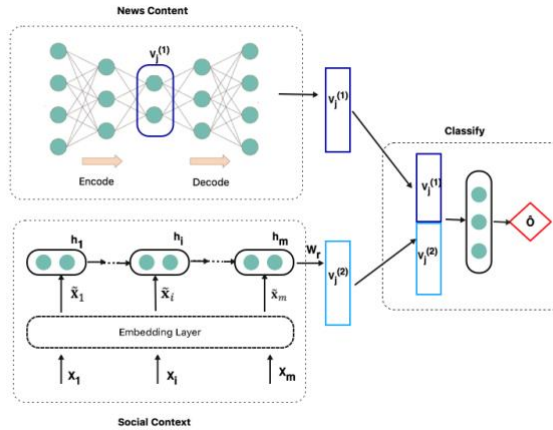 News Content
vⱼ⁽¹⁾
Encode
Decode
vⱼ⁽¹⁾
Classify
vⱼ⁽¹⁾
vⱼ⁽²⁾
Ô
h₁
hᵢ
hₘ
Wᵣ
vⱼ⁽²⁾
x̃₁
x̃ᵢ
x̃ₘ
Embedding Layer
X₁
Xᵢ
Xₘ
Social Context